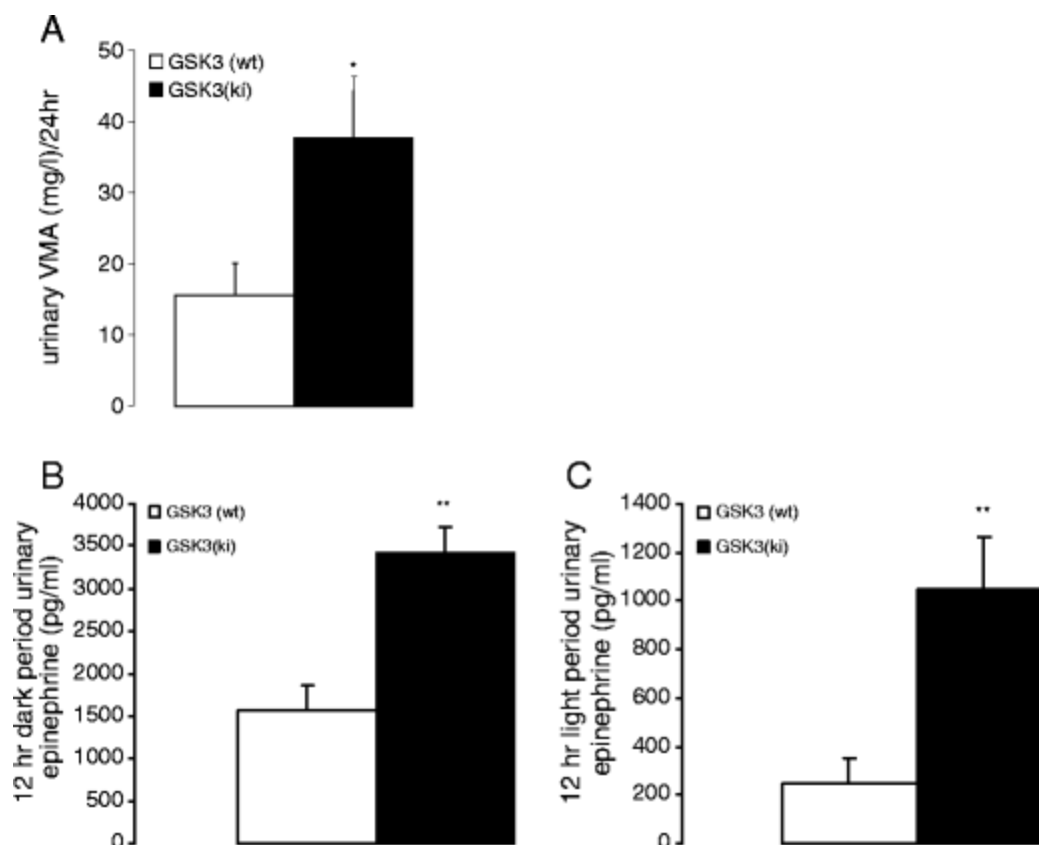 A
GSK3 (wt)
GSK3(ki)
*
urinary VMA (mg/l)/24hr
50
40
30
20
10
0
B
GSK3 (wt)
GSK3(ki)
**
12 hr dark period urinary
epinephrine (pg/ml)
4000
3500
3000
2500
2000
1500
1000
500
0
C
GSK3 (wt)
GSK3(ki)
**
12 hr light period urinary
epinephrine (pg/ml)
1400
1200
1000
800
600
400
200
0